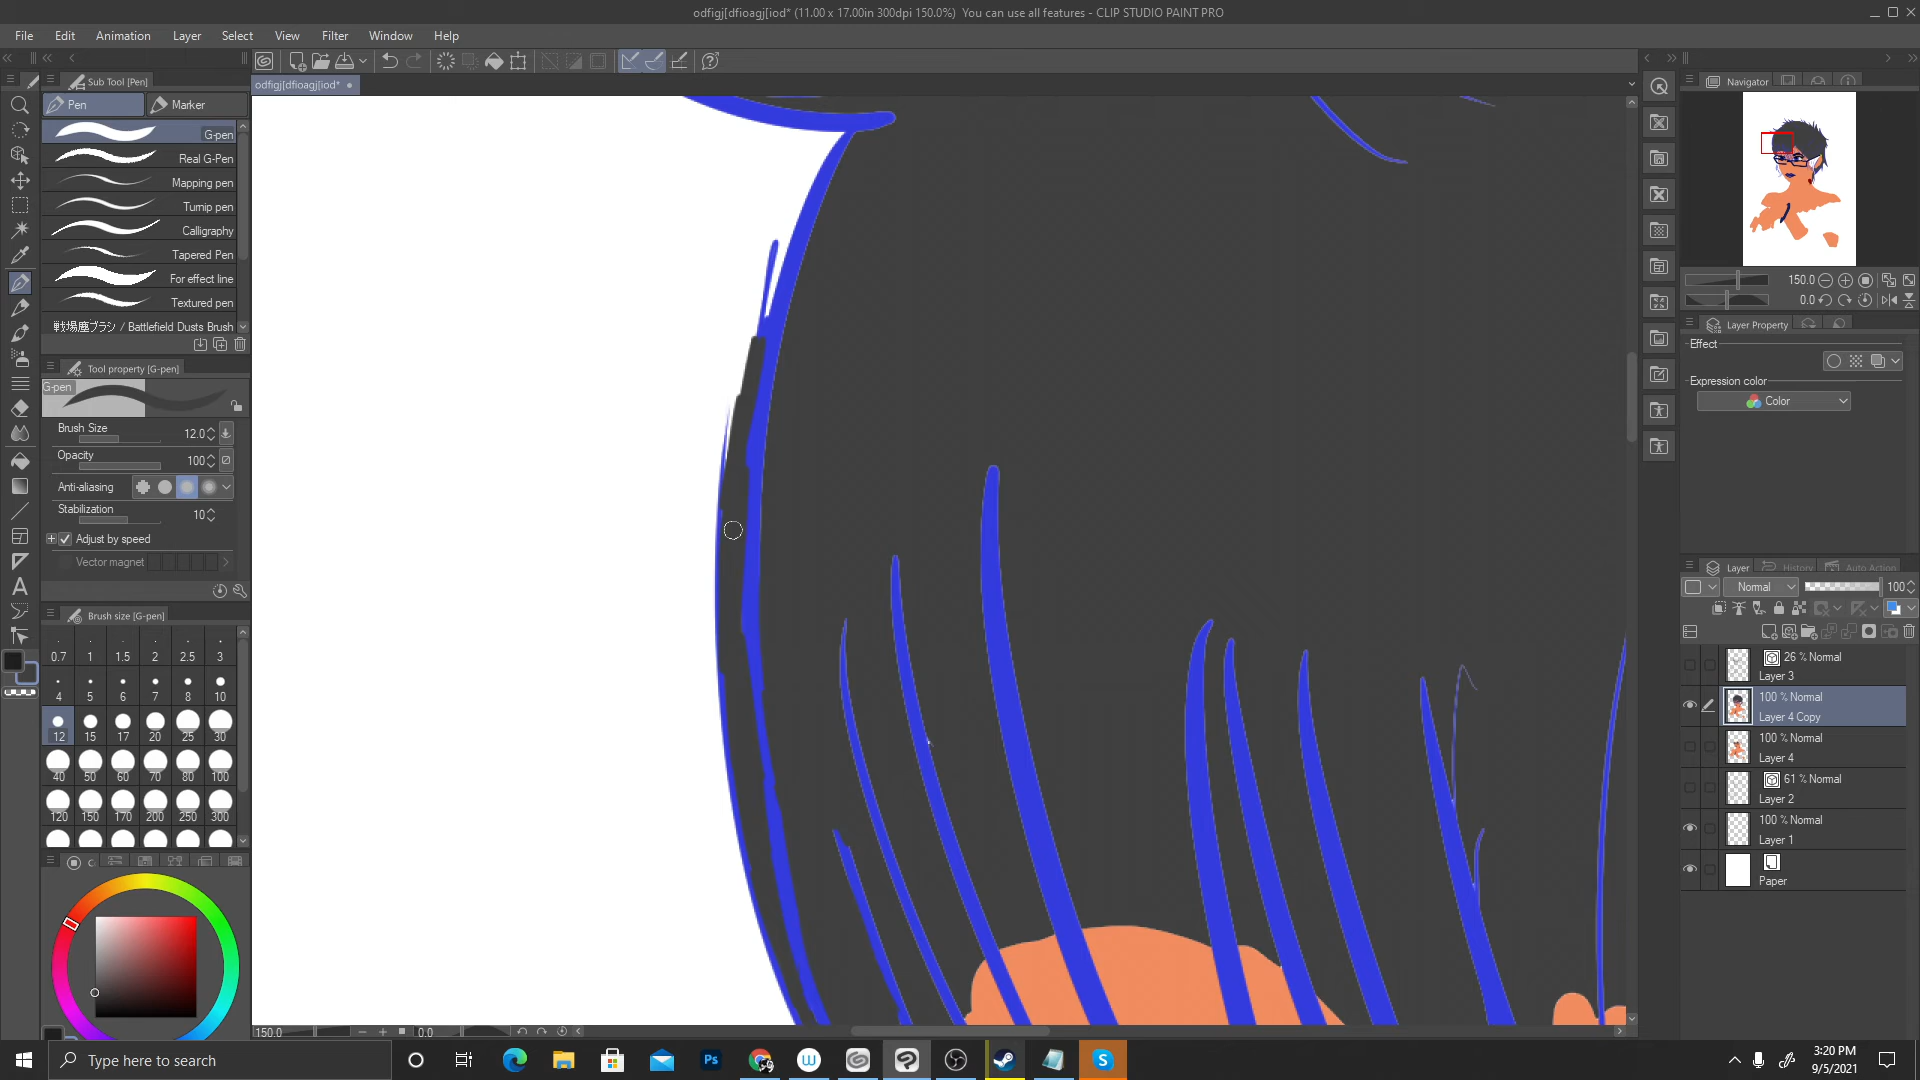 odfigj[dfioagj[iod* (11.00 x 17.00in 300dpi 150.0%)  You can use all features - CLIP STUDIO PAINT PRO
File Edit Animation Layer Select View Filter Window Help
Sub Tool [Pen]
Pen Marker
G-pen
Real G-Pen
Mapping pen
Turnip pen
Calligraphy
Tapered Pen
For effect line
Textured pen
戦場塵ブラシ / Battlefield Dusts Brush
Tool property [G-pen]
G-pen
Brush Size 12.0
Opacity 100
Anti-aliasing
Stabilization 10
Adjust by speed
Vector magnet
Brush size [G-pen]
0.7 1 1.5 2 2.5 3
4 5 6 7 8 10
12 15 17 20 25 30
40 50 60 70 80 100
120 150 170 200 250 300
odfigj[dfioagj[iod*
150.0 0.0
Navigator
150.0
0.0
Layer Property
Effect
Expression color
Color
Layer History Auto Action
Normal 100
26 % Normal
Layer 3
100 % Normal
Layer 4 Copy
100 % Normal
Layer 4
61 % Normal
Layer 2
100 % Normal
Layer 1
Paper
Type here to search
Ps
3:20 PM
9/5/2021